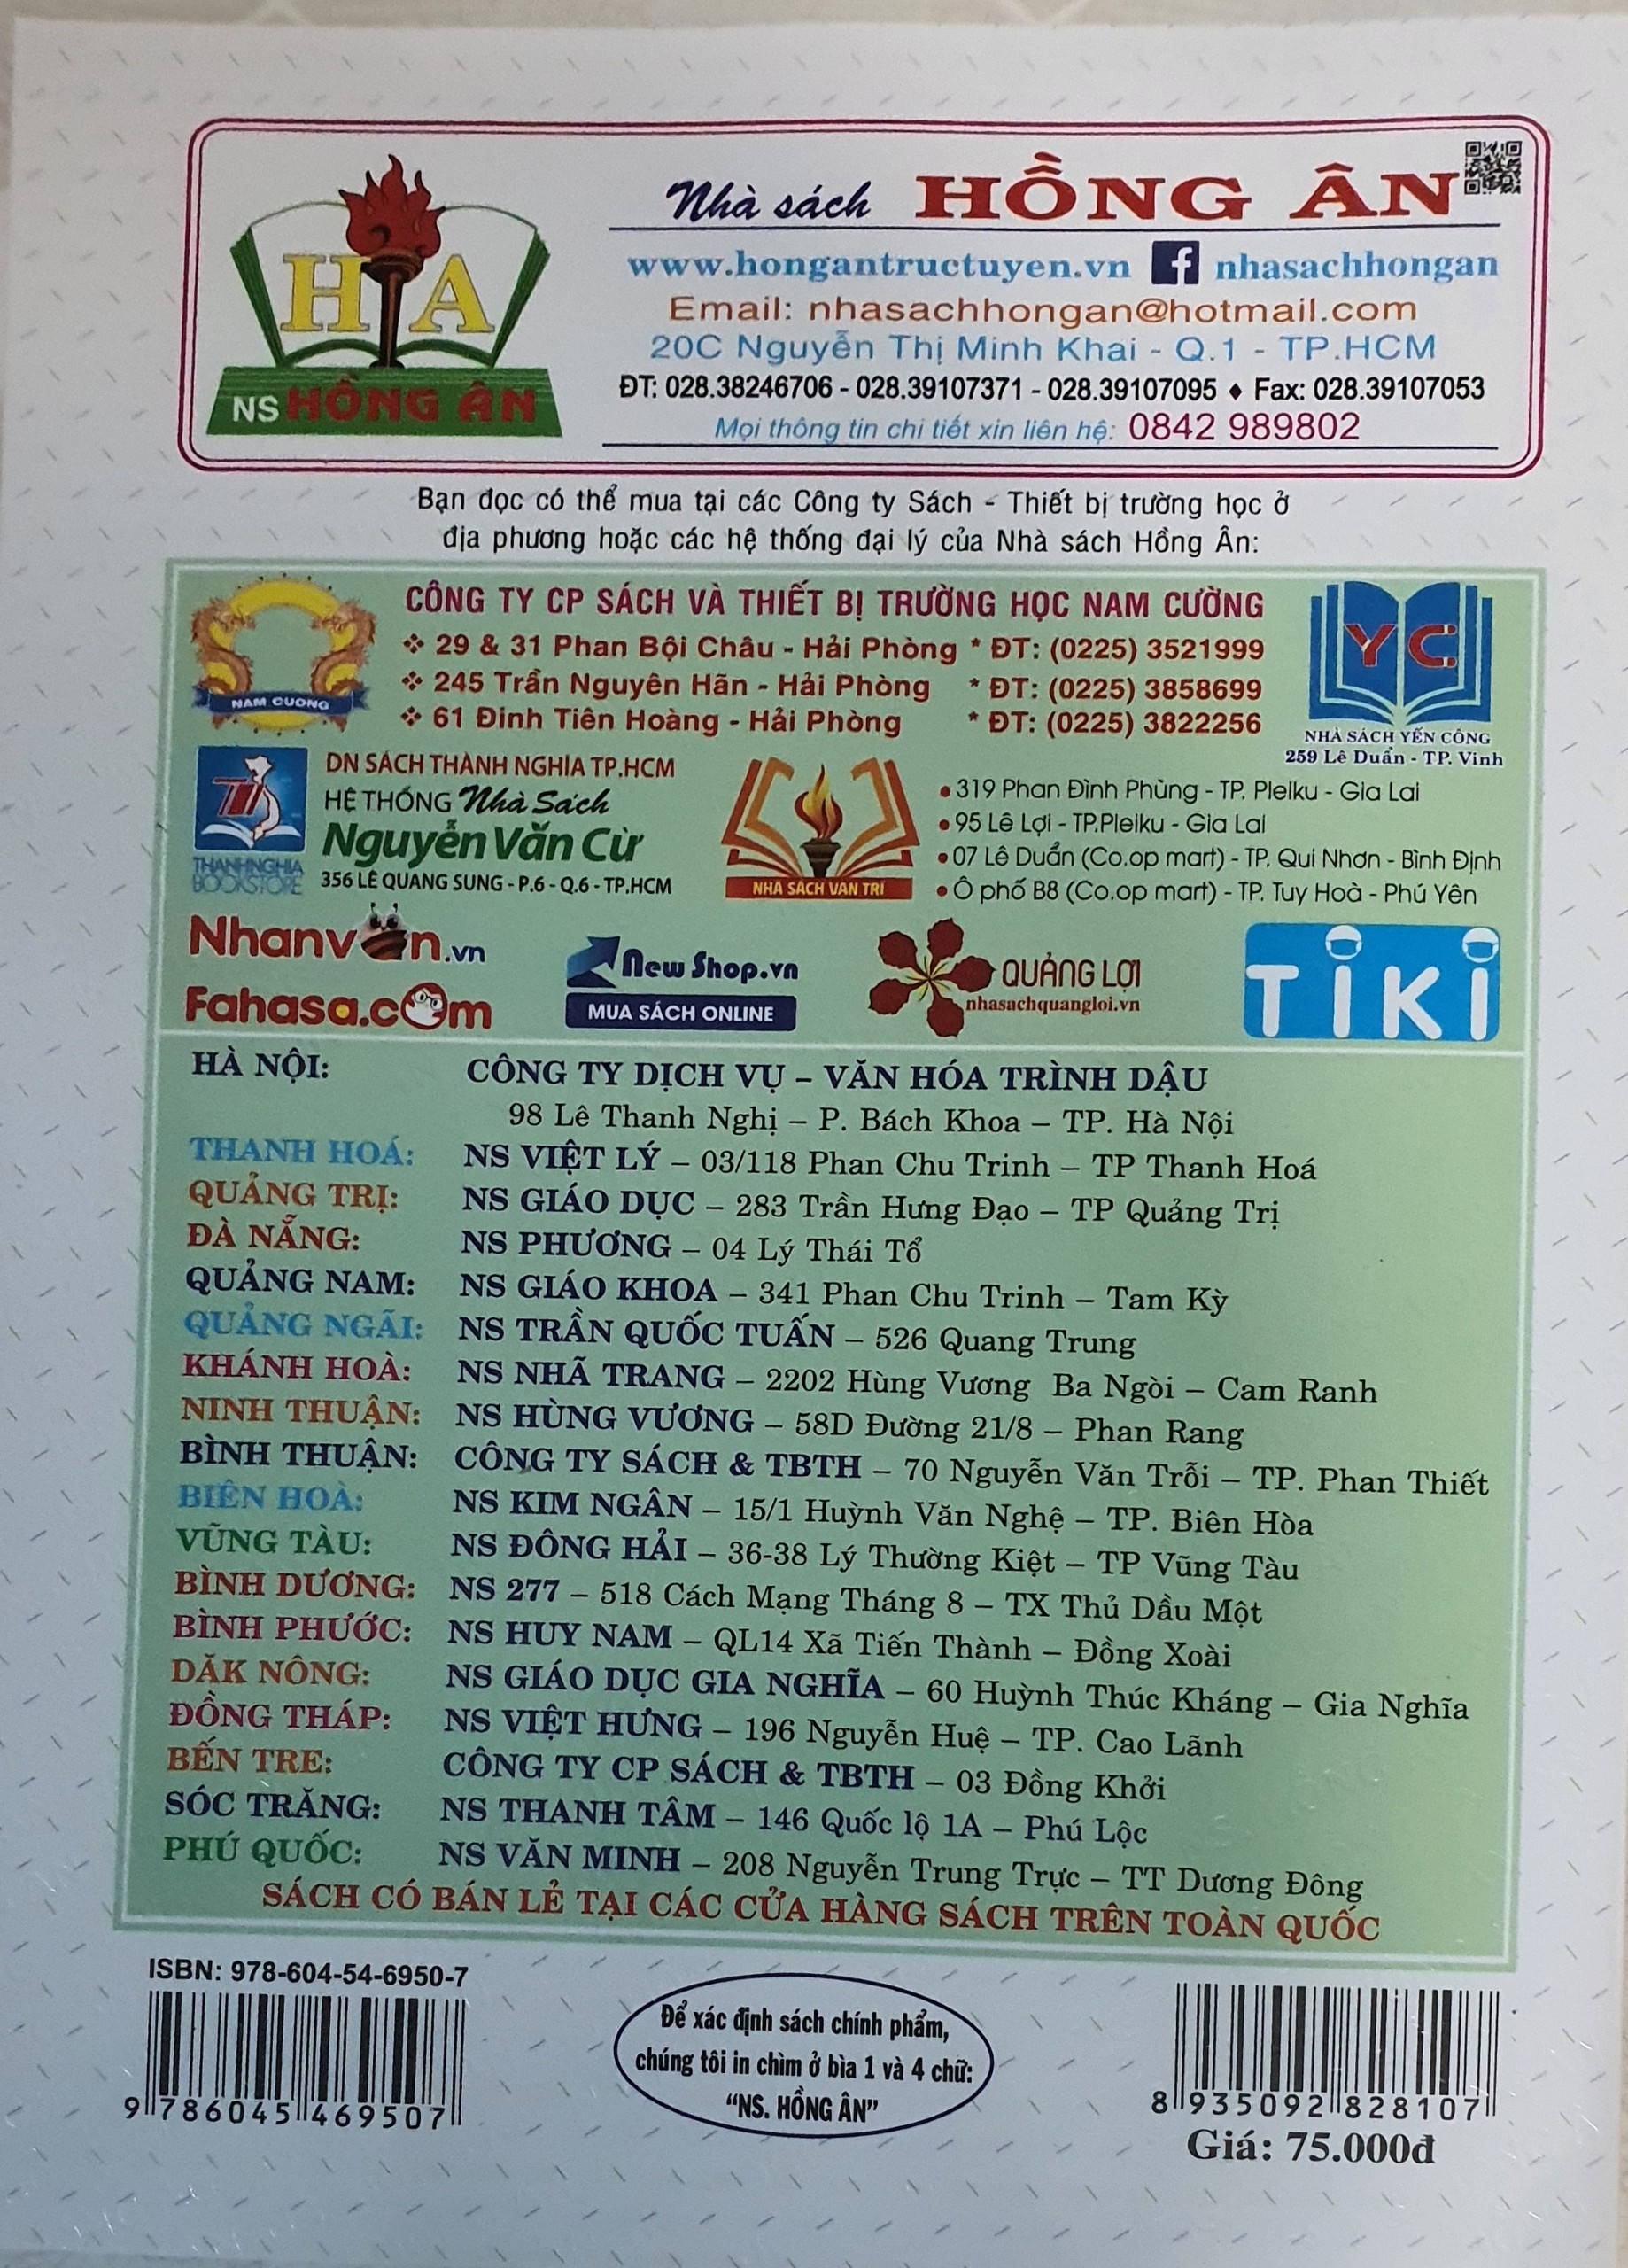 H A
NS HỒNG ÂN
Nhà sách HỒNG ÂN
www.hongantructuyen.vn f nhasachhongan
Email: nhasachhongan@hotmail.com
20C Nguyễn Thị Minh Khai - Q.1 - TP.HCM
ĐT: 028.38246706 - 028.39107371 - 028.39107095 ♦ Fax: 028.39107053
Mọi thông tin chi tiết xin liên hệ: 0842 989802
Bạn đọc có thể mua tại các Công ty Sách - Thiết bị trường học ở
địa phương hoặc các hệ thống đại lý của Nhà sách Hồng Ân:
NAM CUONG
CÔNG TY CP SÁCH VÀ THIẾT BỊ TRƯỜNG HỌC NAM CƯỜNG
❖ 29 & 31 Phan Bội Châu - Hải Phòng * ĐT: (0225) 3521999
❖ 245 Trần Nguyên Hãn - Hải Phòng * ĐT: (0225) 3858699
❖ 61 Đinh Tiên Hoàng - Hải Phòng * ĐT: (0225) 3822256
YC
NHÀ SÁCH YẾN CÔNG
259 Lê Duẩn - TP. Vinh
THANHNGHIA
BOOKSTORE
DN SÁCH THÀNH NGHĨA TP.HCM
HỆ THỐNG Nhà Sách
Nguyễn Văn Cừ
356 LÊ QUANG SUNG - P.6 - Q.6 - TP.HCM
NHÀ SÁCH VĂN TRÍ
• 319 Phan Đình Phùng - TP. Pleiku - Gia Lai
• 95 Lê Lợi - TP.Pleiku - Gia Lai
• 07 Lê Duẩn (Co.op mart) - TP. Qui Nhơn - Bình Định
• Ô phố B8 (Co.op mart) - TP. Tuy Hoà - Phú Yên
Nhanvăn.vn
Fahasa.com
New Shop.vn
MUA SÁCH ONLINE
QUẢNG LỢI
nhasachquangloi.vn
TIKI
HÀ NỘI: CÔNG TY DỊCH VỤ – VĂN HÓA TRÌNH DẬU
98 Lê Thanh Nghị – P. Bách Khoa – TP. Hà Nội
THANH HOÁ: NS VIỆT LÝ – 03/118 Phan Chu Trinh – TP Thanh Hoá
QUẢNG TRỊ: NS GIÁO DỤC – 283 Trần Hưng Đạo – TP Quảng Trị
ĐÀ NẴNG: NS PHƯƠNG – 04 Lý Thái Tổ
QUẢNG NAM: NS GIÁO KHOA – 341 Phan Chu Trinh – Tam Kỳ
QUẢNG NGÃI: NS TRẦN QUỐC TUẤN – 526 Quang Trung
KHÁNH HOÀ: NS NHÃ TRANG – 2202 Hùng Vương Ba Ngòi – Cam Ranh
NINH THUẬN: NS HÙNG VƯƠNG – 58D Đường 21/8 – Phan Rang
BÌNH THUẬN: CÔNG TY SÁCH & TBTH – 70 Nguyễn Văn Trỗi – TP. Phan Thiết
BIÊN HOÀ: NS KIM NGÂN – 15/1 Huỳnh Văn Nghệ – TP. Biên Hòa
VŨNG TÀU: NS ĐÔNG HẢI – 36-38 Lý Thường Kiệt – TP Vũng Tàu
BÌNH DƯƠNG: NS 277 – 518 Cách Mạng Tháng 8 – TX Thủ Dầu Một
BÌNH PHƯỚC: NS HUY NAM – QL14 Xã Tiến Thành – Đồng Xoài
DĂK NÔNG: NS GIÁO DỤC GIA NGHĨA – 60 Huỳnh Thúc Kháng – Gia Nghĩa
ĐỒNG THÁP: NS VIỆT HƯNG – 196 Nguyễn Huệ – TP. Cao Lãnh
BẾN TRE: CÔNG TY CP SÁCH & TBTH – 03 Đồng Khởi
SÓC TRĂNG: NS THANH TÂM – 146 Quốc lộ 1A – Phú Lộc
PHÚ QUỐC: NS VĂN MINH – 208 Nguyễn Trung Trực – TT Dương Đông
SÁCH CÓ BÁN LẺ TẠI CÁC CỬA HÀNG SÁCH TRÊN TOÀN QUỐC
ISBN: 978-604-54-6950-7
9 786045 469507
Để xác định sách chính phẩm,
chúng tôi in chìm ở bìa 1 và 4 chữ:
“NS. HỒNG ÂN”
8 935092 828107
Giá: 75.000đ